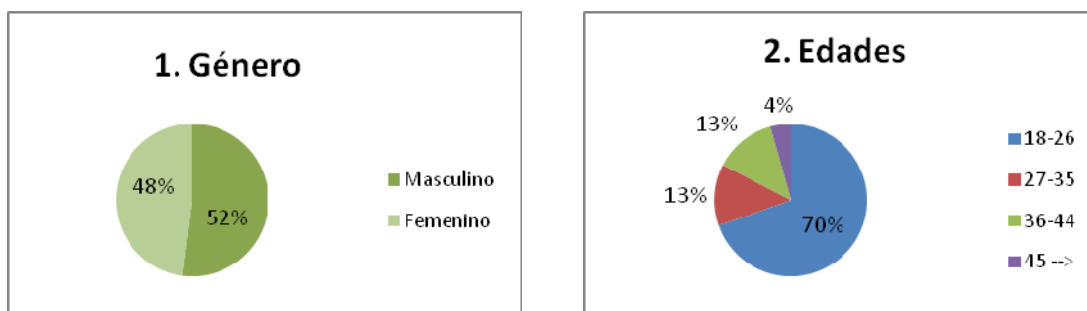 1. Género
48%
52%
Masculino
Femenino
2. Edades
4%
13%
13%
70%
18-26
27-35
36-44
45 -->